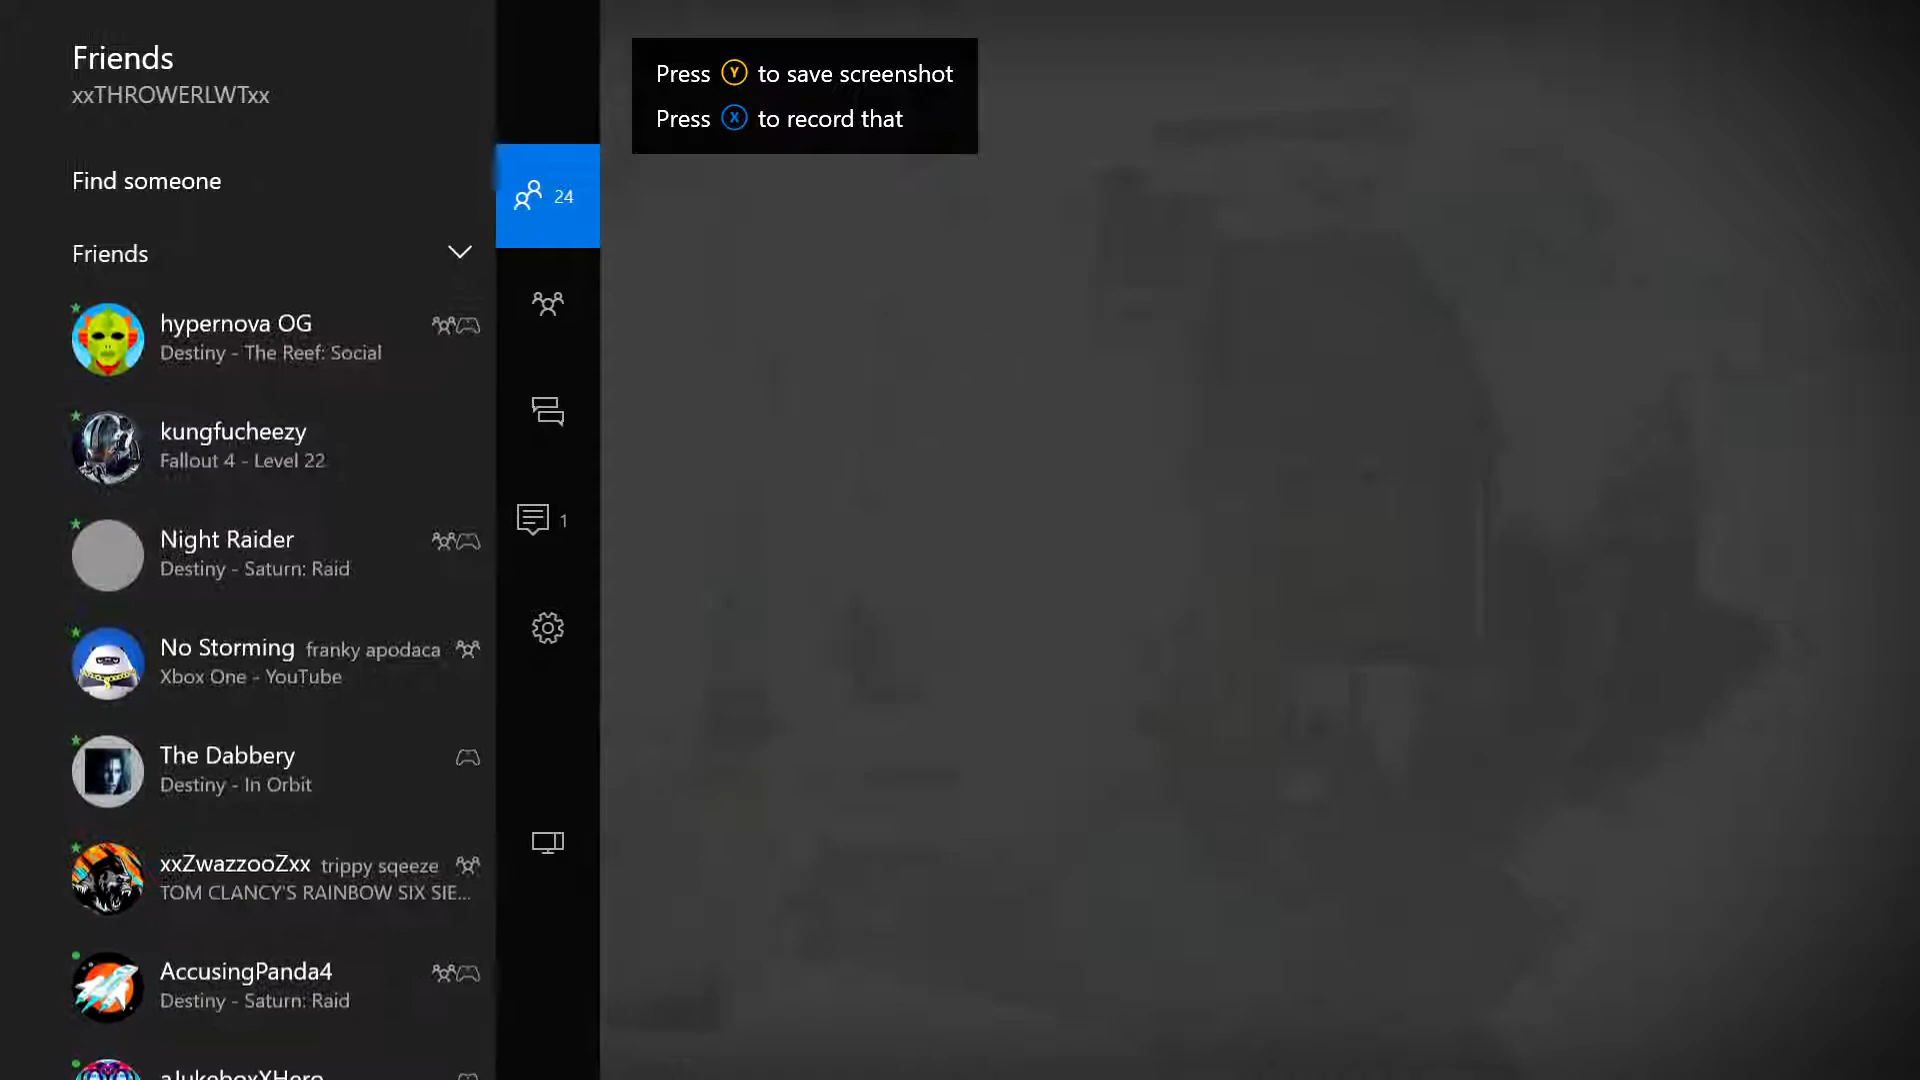 Friends
xxTHROWERLWTxx
Find someone
Friends
hypernova OG
Destiny - The Reef: Social
kungfucheezy
Fallout 4 - Level 22
Night Raider
Destiny - Saturn: Raid
No Storming franky apodaca
Xbox One - YouTube
The Dabbery
Destiny - In Orbit
xxZwazzooZxx trippy sqeeze
TOM CLANCY'S RAINBOW SIX SIE...
AccusingPanda4
Destiny - Saturn: Raid
aJukeboxXHero
24
1
Press Y to save screenshot
Press X to record that